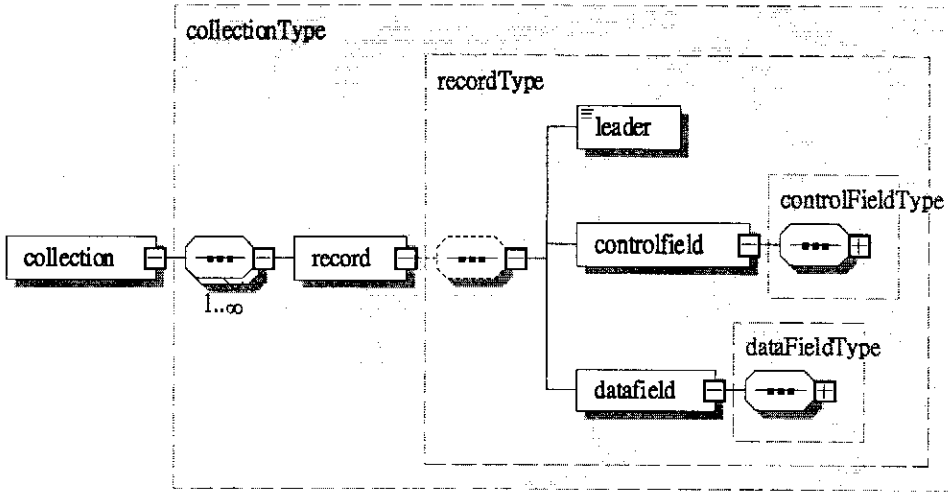 collectionType
recordType
leader
controlFieldType
collection
record
controlfield
1..∞
dataFieldType
datafield